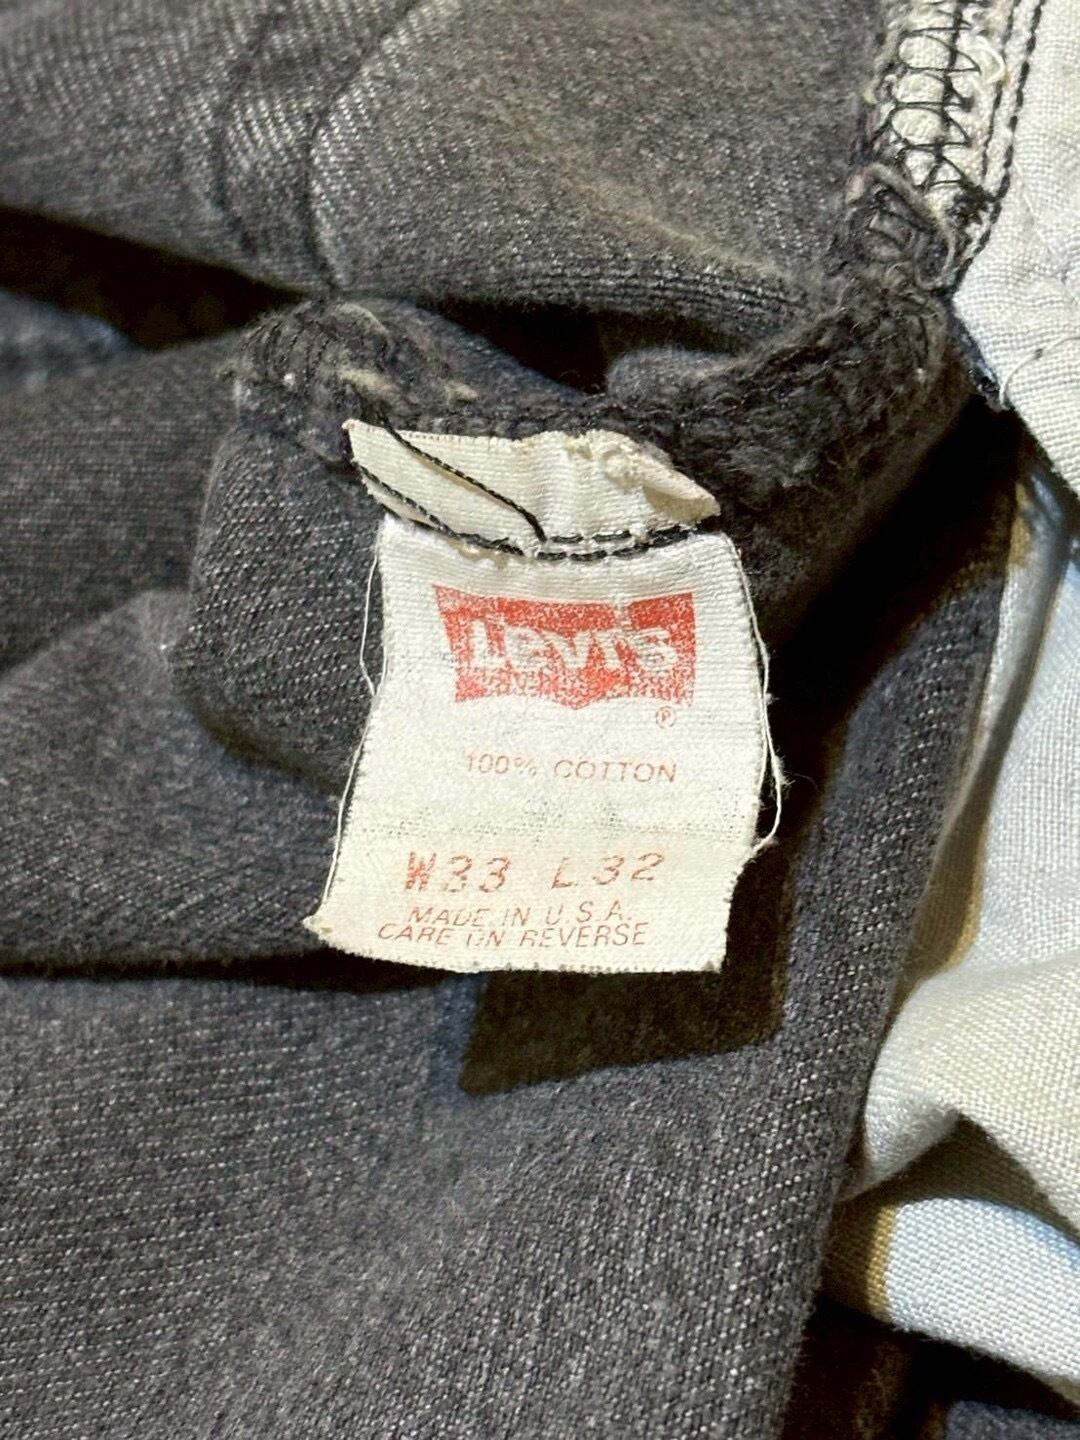 Levi's
®
100% COTTON
W33 L32
MADE IN U.S.A.
CARE ON REVERSE